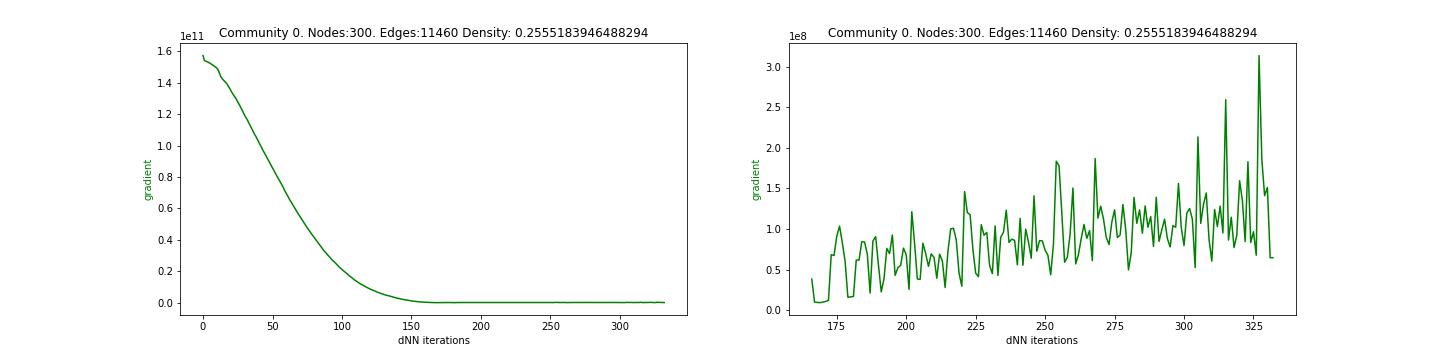 Community 0. Nodes:300. Edges:11460 Density: 0.2555183946488294
1e11
1.6
1.4
1.2
1.0
0.8
0.6
0.4
0.2
0.0
gradient
0 50 100 150 200 250 300
dNN iterations
Community 0. Nodes:300. Edges:11460 Density: 0.2555183946488294
1e8
3.0
2.5
2.0
1.5
1.0
0.5
0.0
gradient
175 200 225 250 275 300 325
dNN iterations